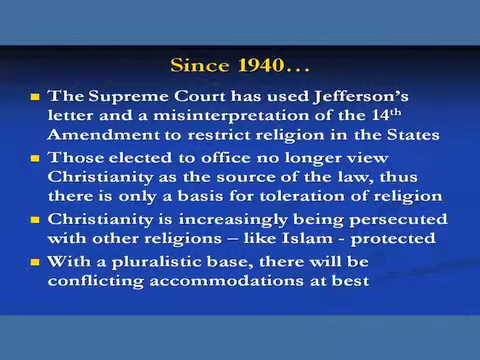 Since 1940…
The Supreme Court has used Jefferson's
letter and a misinterpretation of the 14th
Amendment to restrict religion in the States
Those elected to office no longer view
Christianity as the source of the law, thus
there is only a basis for toleration of religion
Christianity is increasingly being persecuted
with other religions – like Islam - protected
With a pluralistic base, there will be
conflicting accommodations at best